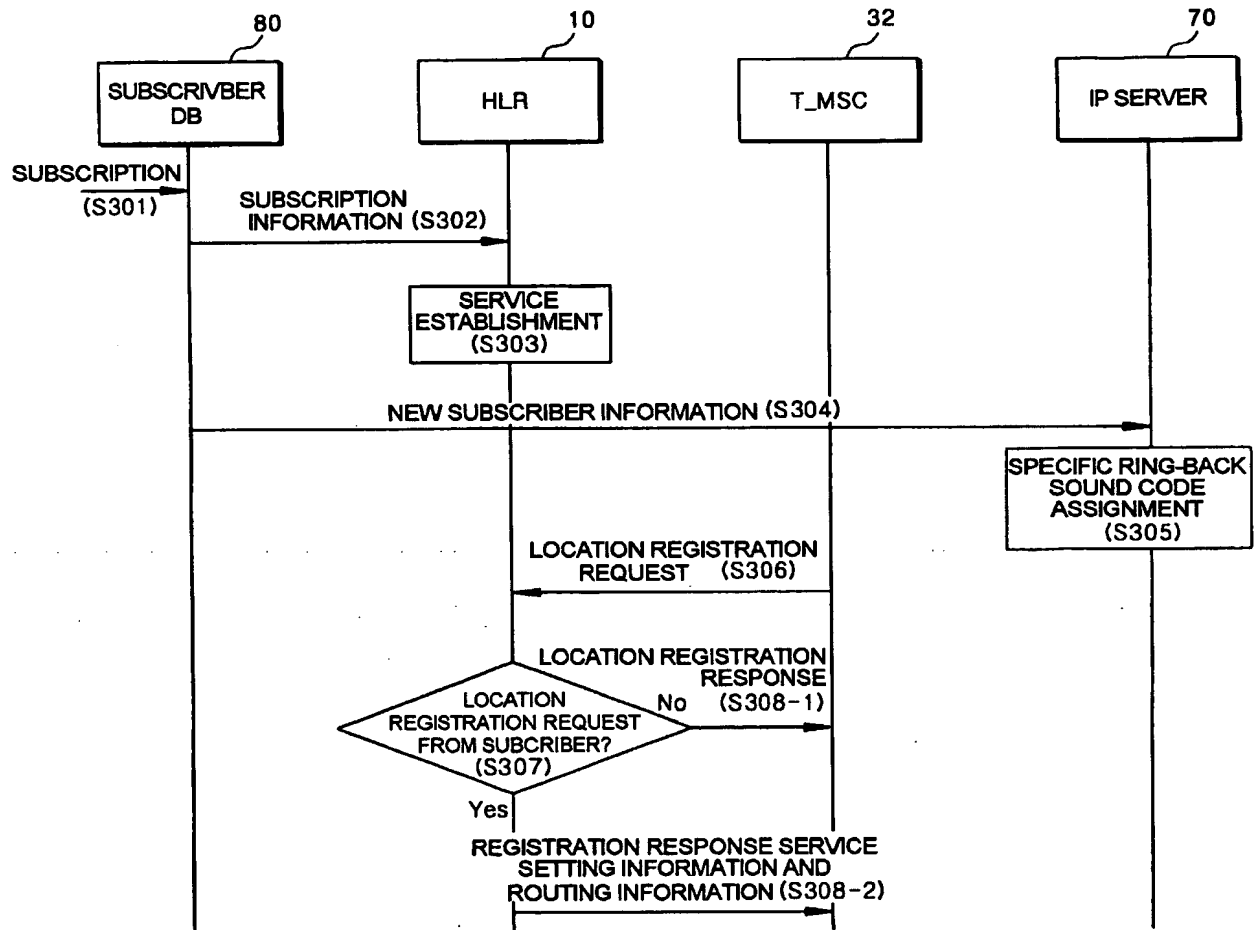 80
10
32
70
SUBSCRIVBER
DB
HLR
T_MSC
IP SERVER
SUBSCRIPTION
(S301)
SUBSCRIPTION
INFORMATION (S302)
SERVICE
ESTABLISHMENT
(S303)
NEW SUBSCRIBER INFORMATION (S304)
SPECIFIC RING-BACK
SOUND CODE
ASSIGNMENT
(S305)
LOCATION REGISTRATION
REQUEST (S306)
LOCATION REGISTRATION
RESPONSE
(S308-1)
No
LOCATION
REGISTRATION REQUEST
FROM SUBCRIBER?
(S307)
Yes
REGISTRATION RESPONSE SERVICE
SETTING INFORMATION AND
ROUTING INFORMATION (S308-2)